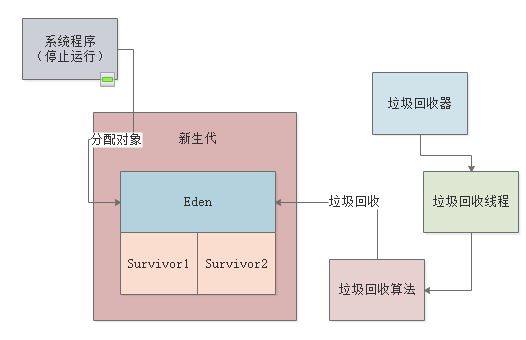 系统程序
（停止运行）
分配对象
新生代
垃圾回收器
Eden
垃圾回收
垃圾回收线程
Survivor1
Survivor2
垃圾回收算法